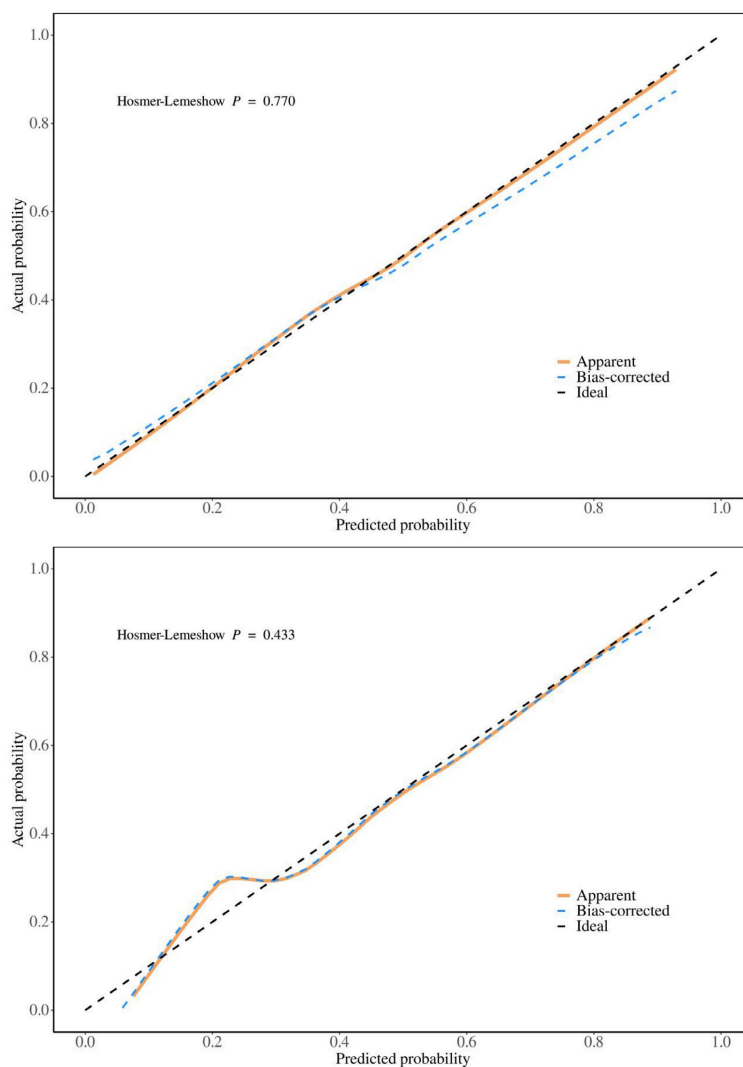 1.0
Hosmer-Lemeshow P = 0.770
0.8
0.6
Actual probability
0.4
Apparent
Bias-corrected
0.2
Ideal
0.0
0.0 0.2 0.4 0.6 0.8 1.0
Predicted probability
1.0
Hosmer-Lemeshow P = 0.433
0.8
0.6
Actual probability
0.4
Apparent
Bias-corrected
0.2
Ideal
0.0
0.0 0.2 0.4 0.6 0.8 1.0
Predicted probability